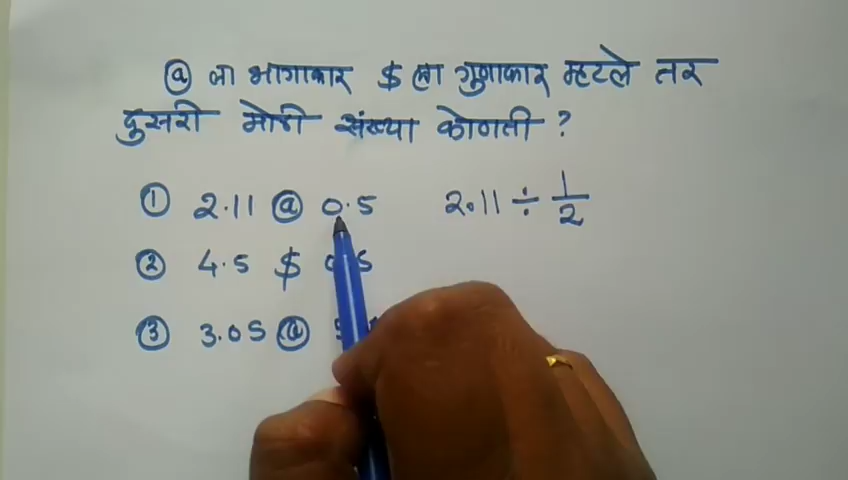 @ ला भागाकार $ ला गुणाकार म्हटले तर
दुसरी मोठी संख्या कोणती ?
① 2.11 @ 0.5 2.11 ÷ 1/2
② 4.5 $
③ 3.05 @